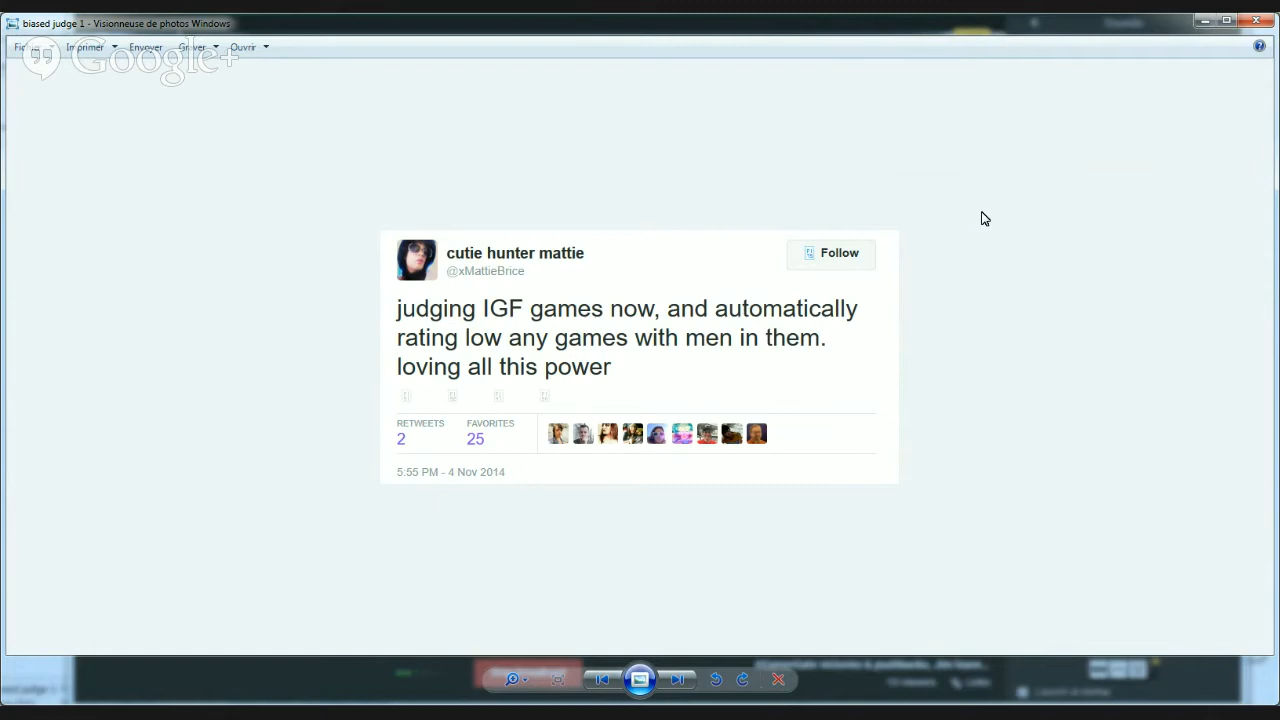 biased judge 1 - Visionneuse de photos Windows
Imprimer Envoyer Graver Ouvrir
Google+
cutie hunter mattie
@xMattieBrice
Follow
judging IGF games now, and automatically
rating low any games with men in them.
loving all this power
RETWEETS FAVORITES
2 25
5:55 PM - 4 Nov 2014